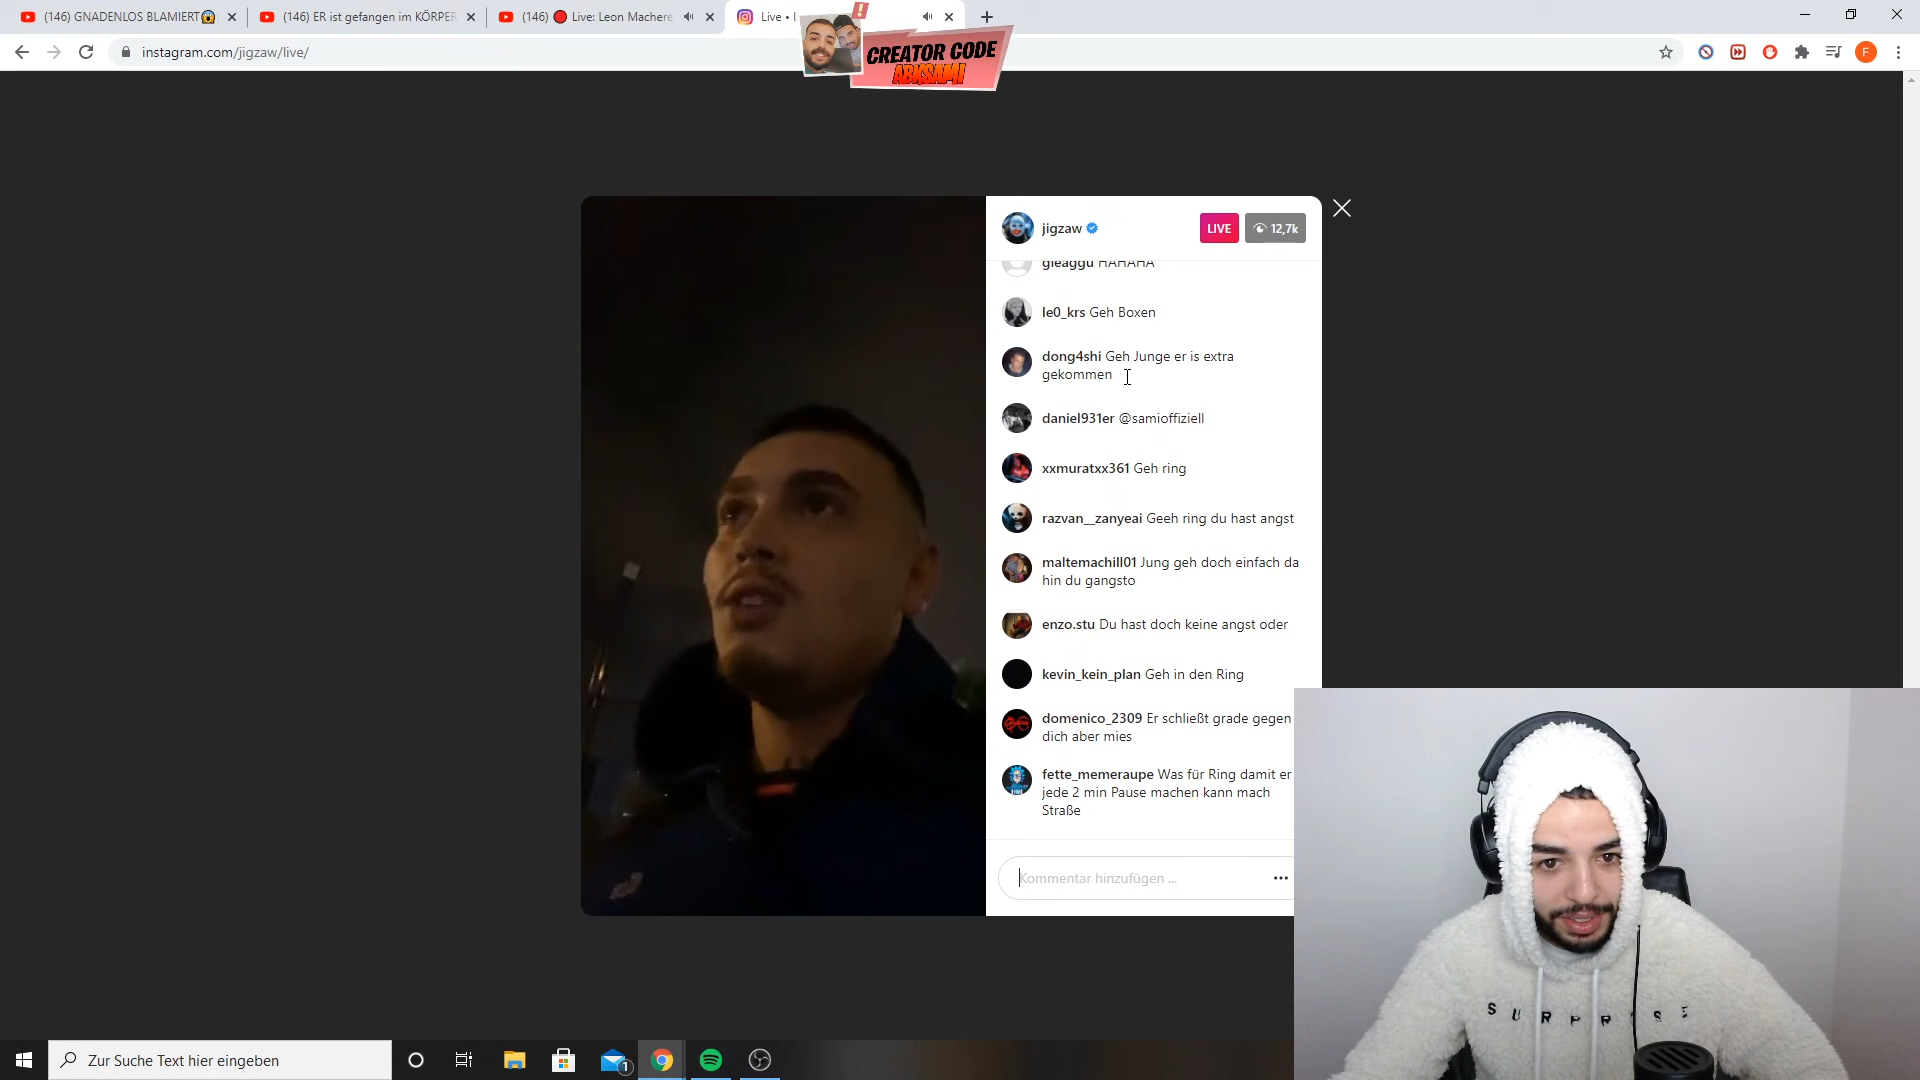 (146) GNADENLOS BLAMIERT😱
(146) ER ist gefangen im KÖRPER
(146) 🔴 Live: Leon Machere
Live •
instagram.com/jigzaw/live/
F
CREATOR CODE
ABKSAMI
jigzaw
LIVE
12,7k
gleaggu HAHAHA
le0_krs Geh Boxen
dong4shi Geh Junge er is extra
gekommen
daniel931er @samioffiziell
xxmuratxx361 Geh ring
razvan__zanyeai Geeh ring du hast angst
maltemachill01 Jung geh doch einfach da
hin du gangsto
enzo.stu Du hast doch keine angst oder
kevin_kein_plan Geh in den Ring
domenico_2309 Er schließt grade gegen
dich aber mies
fette_memeraupe Was für Ring damit er
jede 2 min Pause machen kann mach
Straße
Kommentar hinzufügen ...
SURPRISE
Zur Suche Text hier eingeben
1